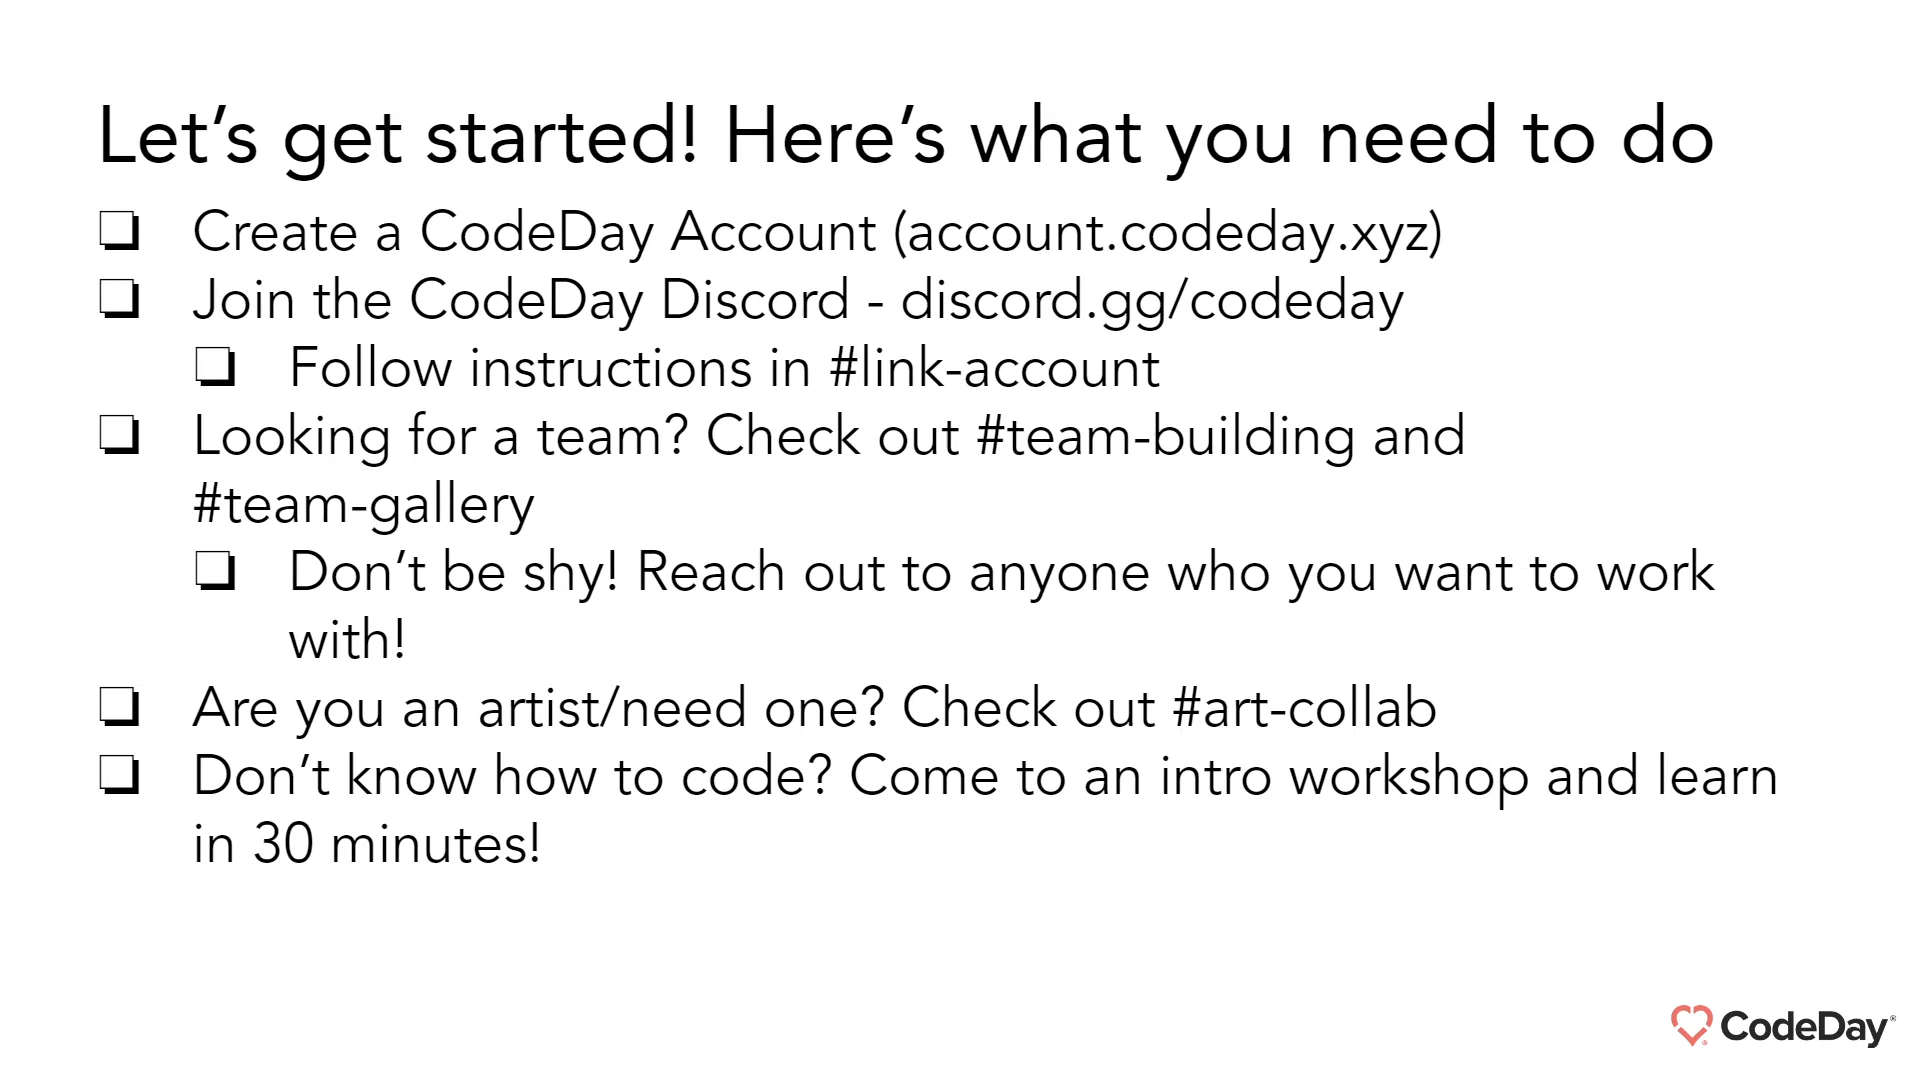 Let’s get started! Here’s what you need to do
❏ Create a CodeDay Account (account.codeday.xyz)
❏ Join the CodeDay Discord - discord.gg/codeday
❏ Follow instructions in #link-account
❏ Looking for a team? Check out #team-building and
#team-gallery
❏ Don’t be shy! Reach out to anyone who you want to work
with!
❏ Are you an artist/need one? Check out #art-collab
❏ Don’t know how to code? Come to an intro workshop and learn
in 30 minutes!
CodeDay®